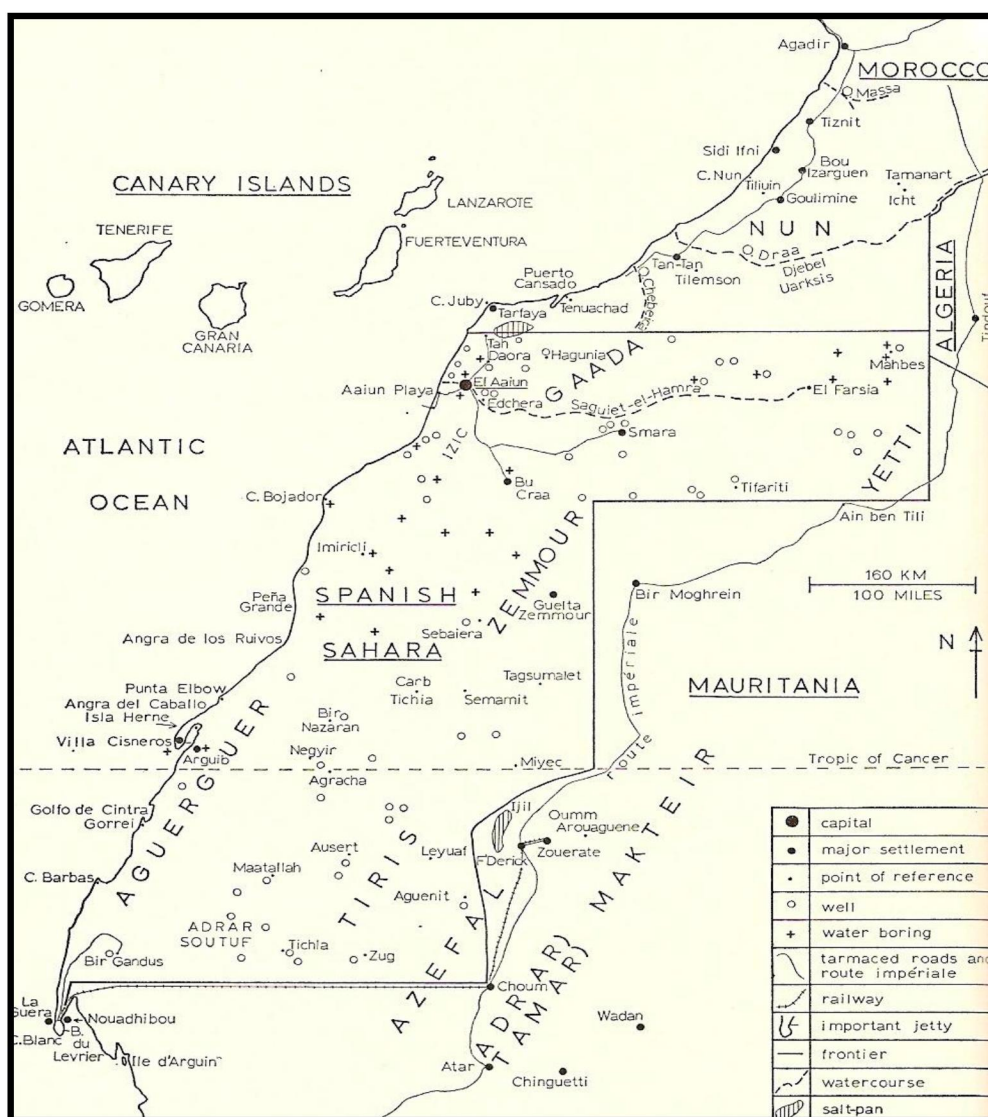 Agadir
MOROCCO
O. Massa
Tiznit
Sidi Ifni
Bou
Izarguen
C. Nun
Tiliuin
Tamanart
Icht
Goulimine
CANARY ISLANDS
LANZAROTE
FUERTEVENTURA
TENERIFE
GOMERA
GRAN
CANARIA
NUN
O. Draa
Tan-Tan
Tilemson
Djebel
Uarksis
ALGERIA
Tindouf
Puerto
Cansado
O. Chebeira
C. Juby
Tarfaya
Tenuachad
Tah
Daora
Hagunia
GAADA
Mahbes
Aaiun Playa
El Aaiun
Edchera
Saguiet-el-Hamra
El Farsia
ATLANTIC
OCEAN
IZIC
Smara
YETTI
Bu
Craa
Tifariti
C. Bojador
Ain ben Tili
ZEMMOUR
Imiricli
160 KM
100 MILES
Bir Moghrein
Peña
Grande
SPANISH
SAHARA
Guelta
Zemmour
Sebaiera
Angra de los Ruivos
N
impériale
route
Carb
Tichia
Tagsumalet
Semarnit
MAURITANIA
Punta Elbow
Angra del Caballo
Isla Herne
Bir
Nazaran
Villa Cisneros
Arguib
Negyir
Agracha
Miyec
Tropic of Cancer
AGUERGUER
Golfo de Cintra
Gorrei
Ijil
Oumm
Arouaguene
F'Derick
Zouerate
MAKTEIR
Ausert
Leyuaf
Maatallah
C. Barbas
TIRIS
Aguenit
ADRAR
SOUTUF
Tichla
Zug
Bir Gandus
AZEFAL
Choum
ADRAR
TAMAR)
Wadan
La
Guera
Nouadhibou
C. Blanc
B.
du
Levrier
Ile d'Arguin
Atar
Chinguetti
capital
major settlement
point of reference
well
water boring
tarmaced roads and
route impériale
railway
important jetty
frontier
watercourse
salt-pan